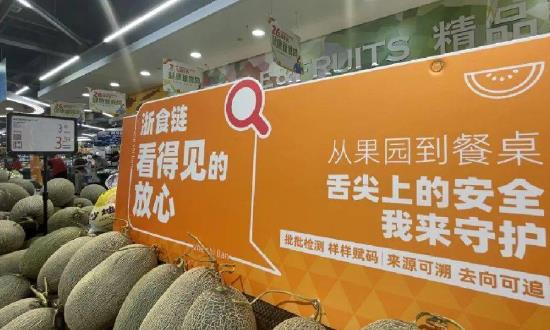 FRUITS 精品
浙食链
看得见的
放心
从果园到餐桌
舌尖上的安全
我来守护
批批检测 样样赋码 来源可溯 去向可追